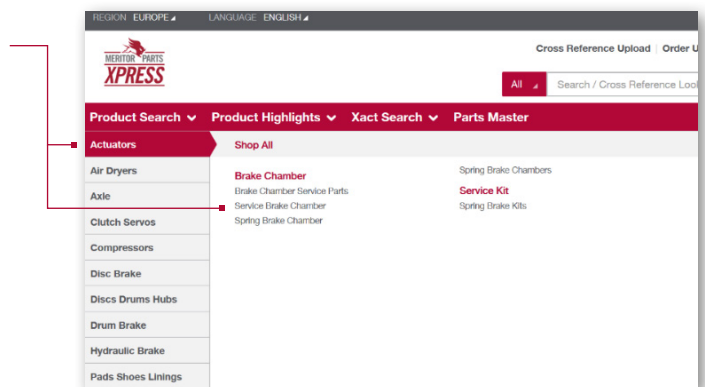 REGION EUROPE LANGUAGE ENGLISH
MERITOR PARTS
XPRESS
Cross Reference Upload Order U
All Search / Cross Reference Loo
Product Search Product Highlights Xact Search Parts Master
Actuators
Air Dryers
Axle
Clutch Servos
Compressors
Disc Brake
Discs Drums Hubs
Drum Brake
Hydraulic Brake
Pads Shoes Linings
Shop All
Brake Chamber
Brake Chamber Service Parts
Service Brake Chamber
Spring Brake Chamber
Spring Brake Chambers
Service Kit
Spring Brake Kits